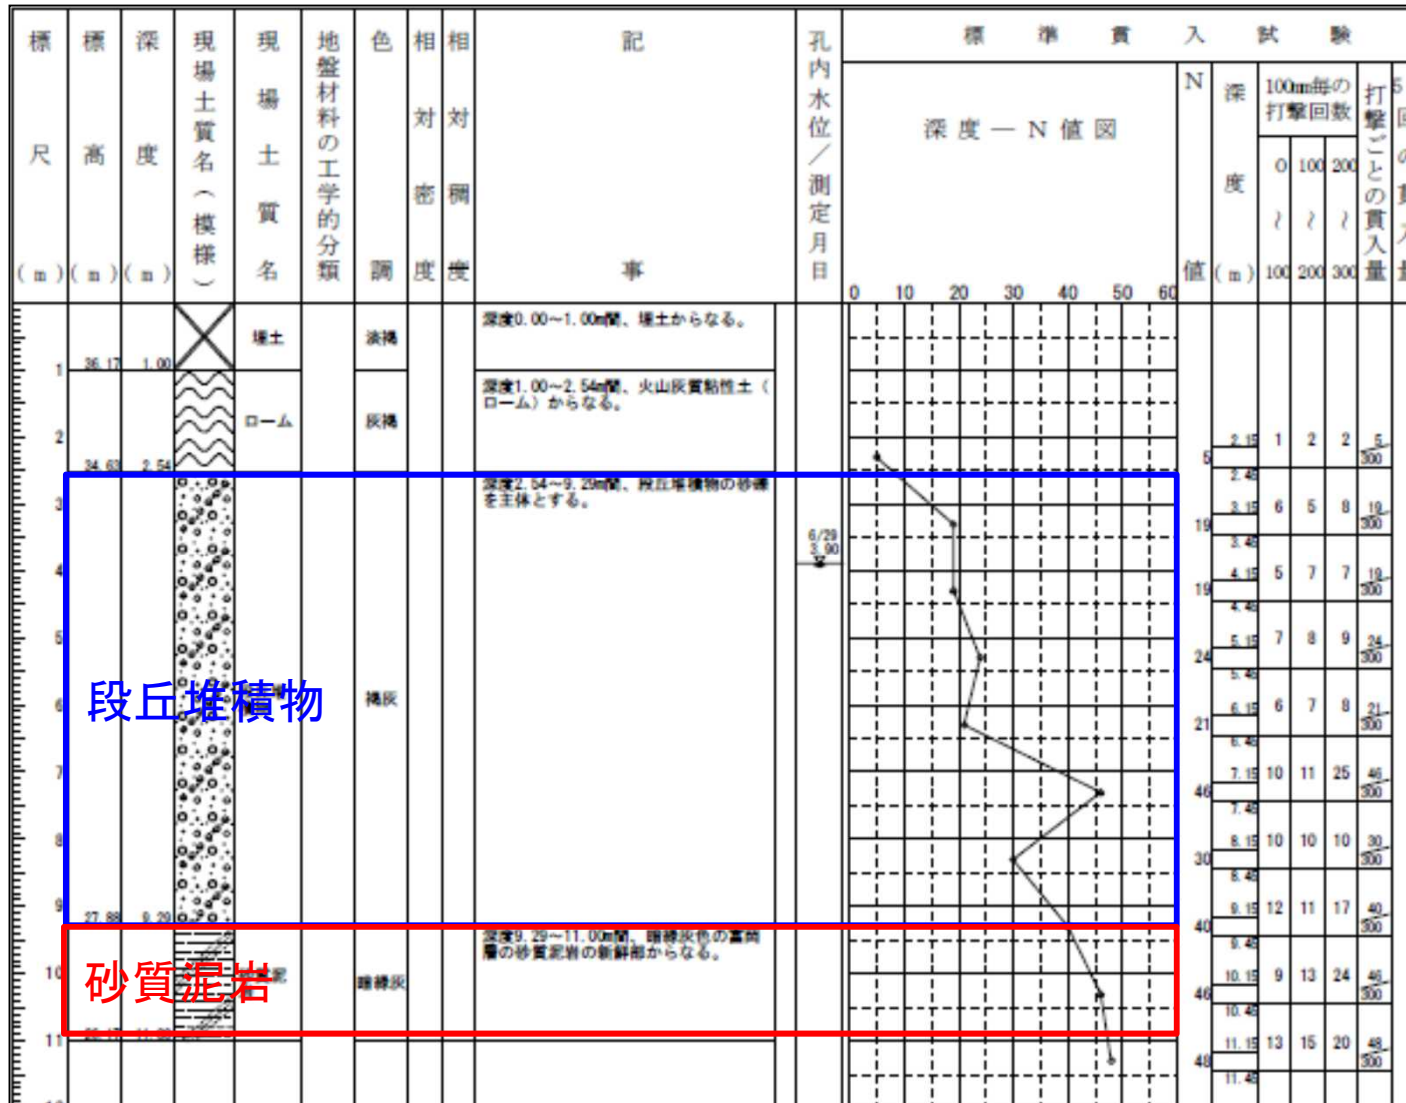 標 準 貫 入 試 験
標尺(m)
標高(m)
深度(m)
現場土質名(模様)
現場土質名
地盤材料の工学的分類
色調
相対密度
相対稠度
記事
孔内水位/測定月日
深度―N値図
0 10 20 30 40 50 60
N値
深度(m)
100mm毎の
打撃回数
0 100 200
~ ~ ~
100 200 300
打撃ごとの貫入量
埋土 淡褐 深度0.00~1.00m間、埋土からなる。
1 36.17 1.00
深度1.00~2.54m間、火山灰質粘性土(
ローム)からなる。
ローム 灰褐
2 2.15 1 2 2 5/300
5
34.63 2.54 2.45
深度2.54~9.29m間、段丘堆積物の砂礫
を主体とする。
3 3.15 6 5 8 19/300
19
6/29
3.90
3.45
4 4.15 5 7 7 19/300
19
4.45
5 5.15 7 8 9 24/300
24
5.45
段丘堆積物 褐灰
6 6.15 6 7 8 21/300
21
6.45
7 7.15 10 11 25 46/300
46
7.45
8 8.15 10 10 10 30/300
30
8.45
9 9.15 12 11 17 40/300
27.88 9.29
40
深度9.29~11.00m間、暗緑灰色の富岡
層の砂質泥岩の新鮮部からなる。
9.45
10 10.15 9 13 24 46/300
砂質泥岩 暗緑灰
46
10.45
11 11.15 13 15 20 48/300
48
11.45